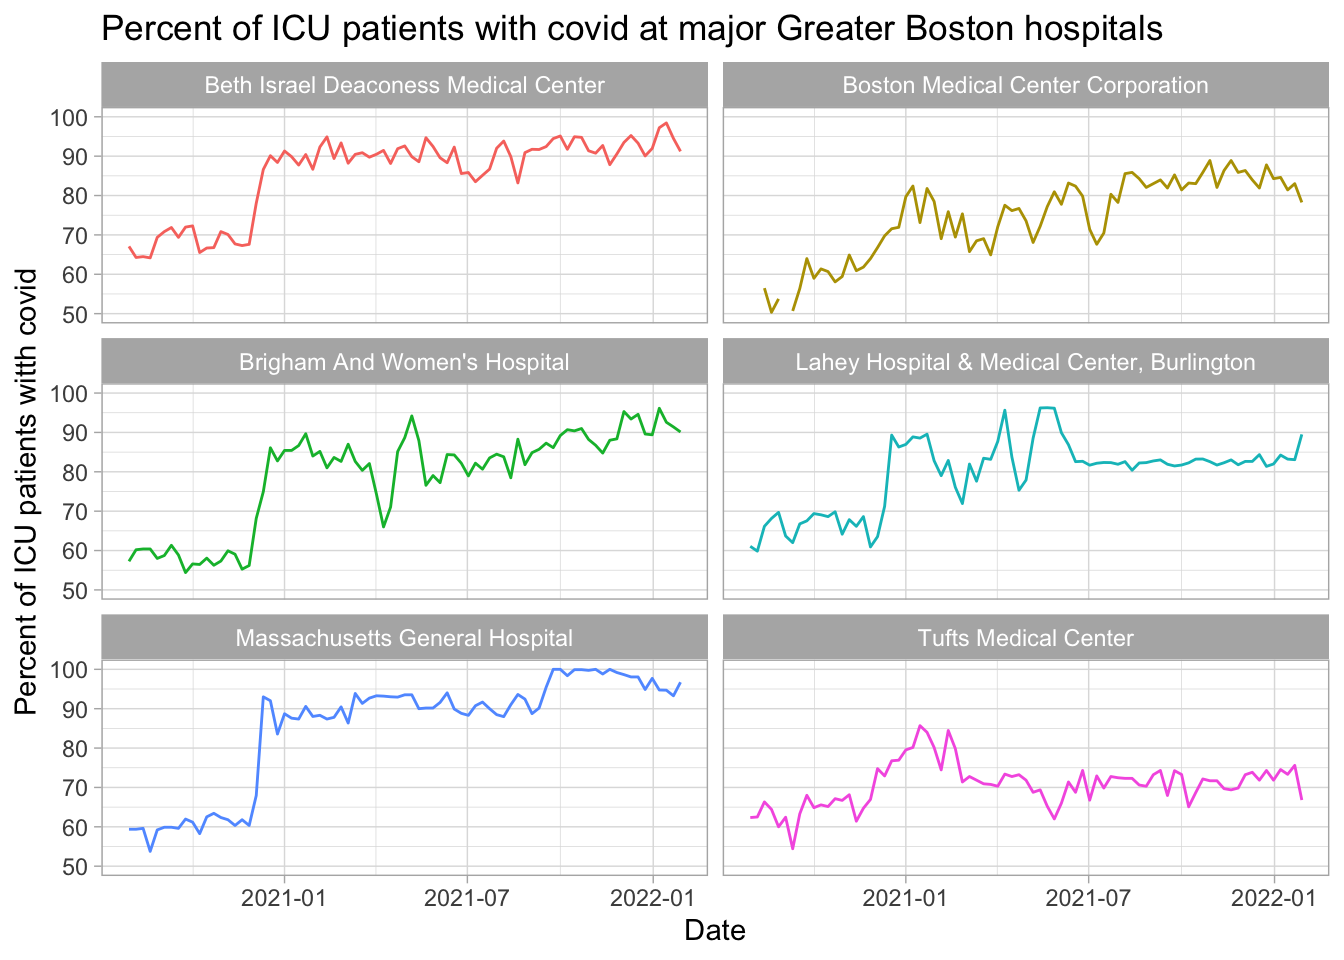 Percent of ICU patients with covid at major Greater Boston hospitals
Percent of ICU patients witth covid
Beth Israel Deaconess Medical Center
Boston Medical Center Corporation
100
90
80
70
60
50
Brigham And Women's Hospital
Lahey Hospital & Medical Center, Burlington
100
90
80
70
60
50
Massachusetts General Hospital
Tufts Medical Center
100
90
80
70
60
50
2021-01 2021-07 2022-01 2021-01 2021-07 2022-01
Date